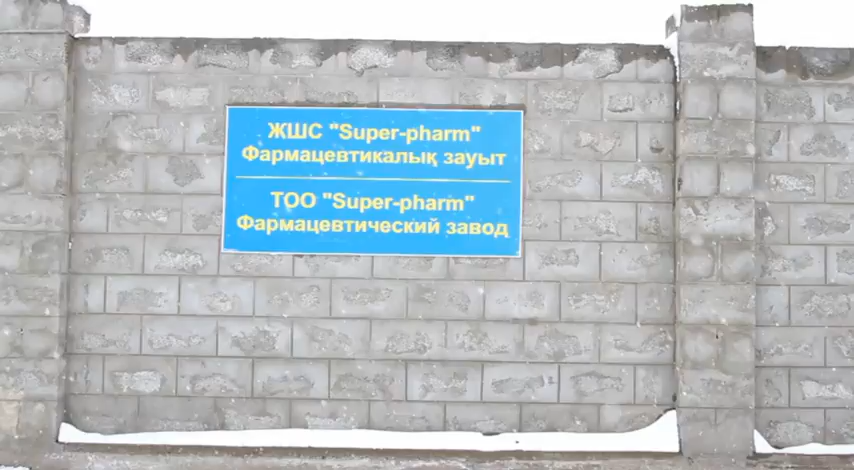 ЖШС "Super-pharm"
Фармацевтикалық зауыт
ТОО "Super-pharm"
Фармацевтический завод